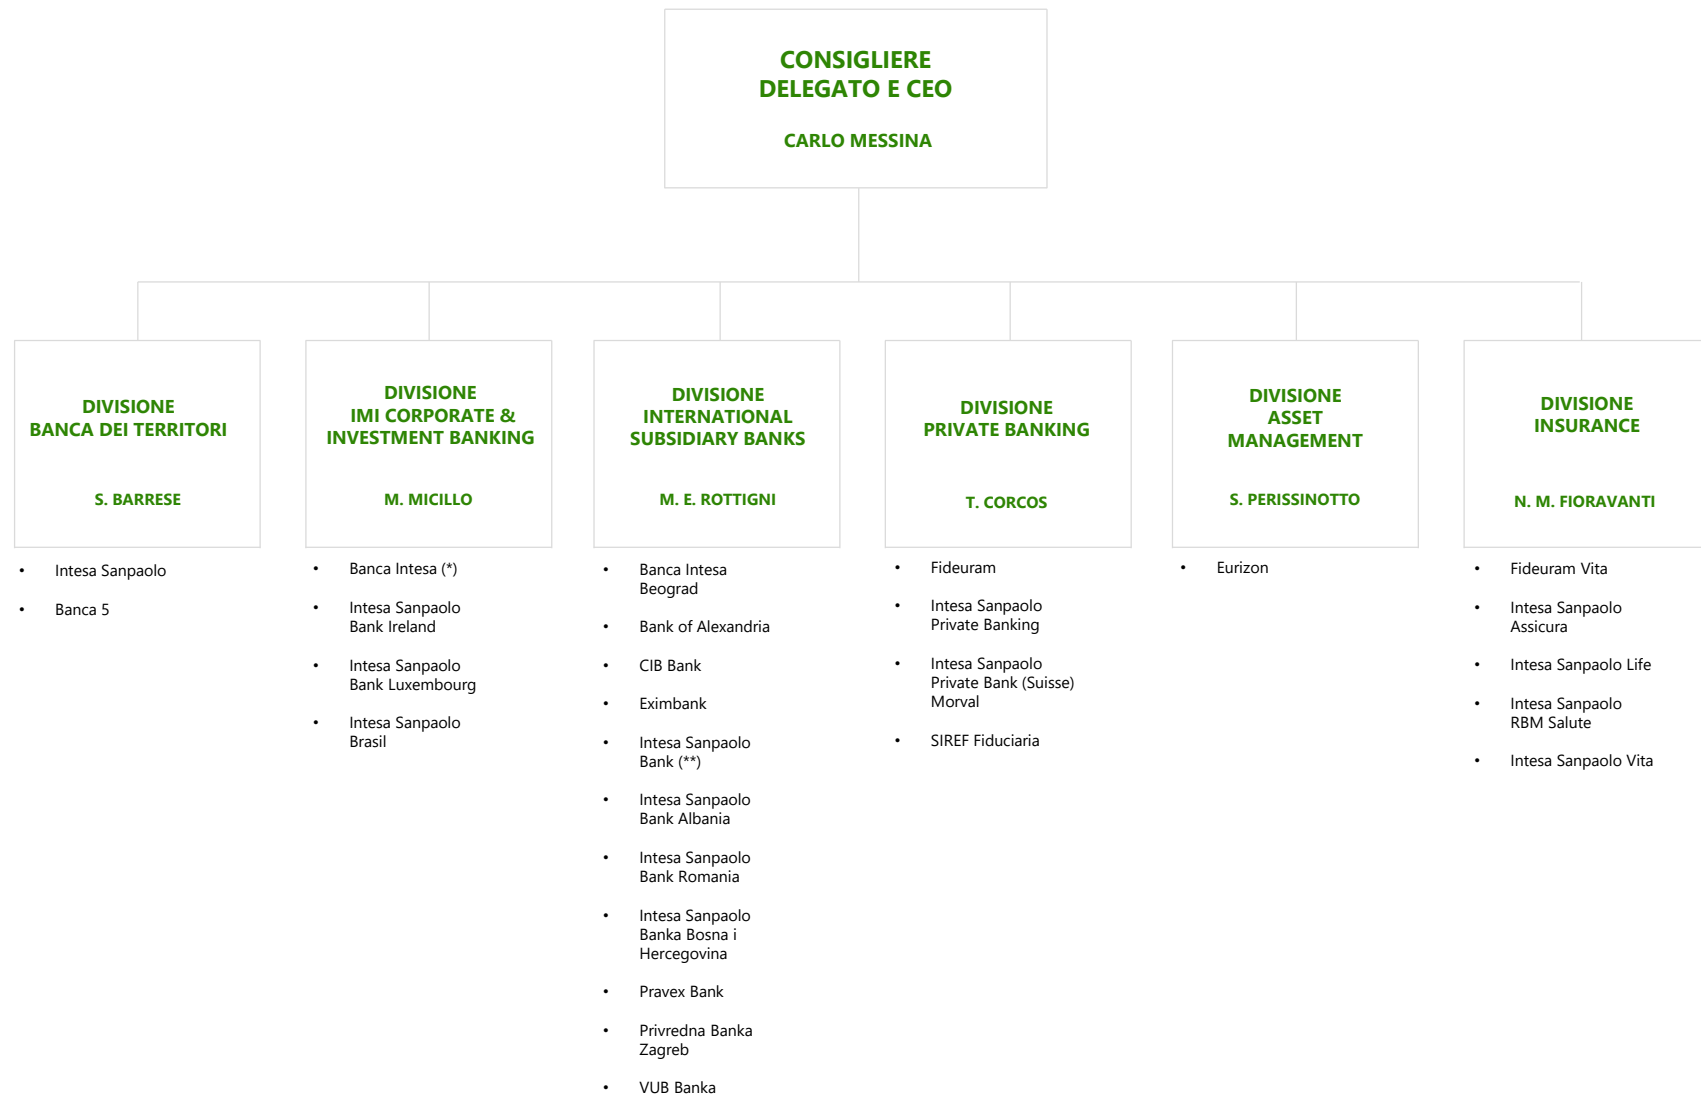 CONSIGLIERE
DELEGATO E CEO
CARLO MESSINA
DIVISIONE
BANCA DEI TERRITORI
S. BARRESE
• Intesa Sanpaolo
• Banca 5
DIVISIONE
IMI CORPORATE &
INVESTMENT BANKING
M. MICILLO
• Banca Intesa (*)
• Intesa Sanpaolo
Bank Ireland
• Intesa Sanpaolo
Bank Luxembourg
• Intesa Sanpaolo
Brasil
DIVISIONE
INTERNATIONAL
SUBSIDIARY BANKS
M. E. ROTTIGNI
• Banca Intesa
Beograd
• Bank of Alexandria
• CIB Bank
• Eximbank
• Intesa Sanpaolo
Bank (**)
• Intesa Sanpaolo
Bank Albania
• Intesa Sanpaolo
Bank Romania
• Intesa Sanpaolo
Banka Bosna i
Hercegovina
• Pravex Bank
• Privredna Banka
Zagreb
• VUB Banka
DIVISIONE
PRIVATE BANKING
T. CORCOS
• Fideuram
• Intesa Sanpaolo
Private Banking
• Intesa Sanpaolo
Private Bank (Suisse)
Morval
• SIREF Fiduciaria
DIVISIONE
ASSET
MANAGEMENT
S. PERISSINOTTO
• Eurizon
DIVISIONE
INSURANCE
N. M. FIORAVANTI
• Fideuram Vita
• Intesa Sanpaolo
Assicura
• Intesa Sanpaolo Life
• Intesa Sanpaolo
RBM Salute
• Intesa Sanpaolo Vita